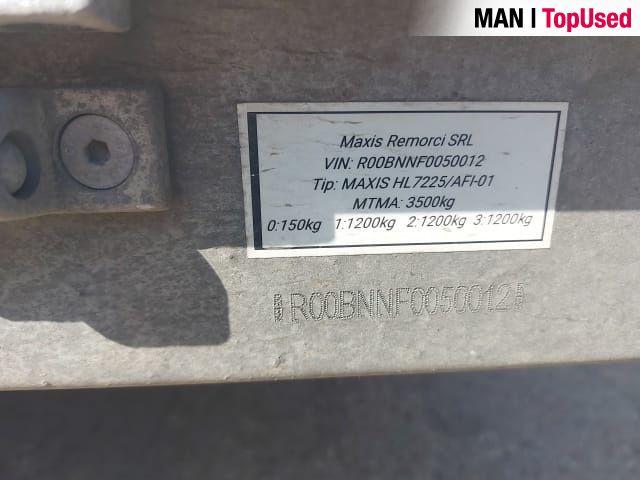 MAN | TopUsed
Maxis Remorci SRL
VIN: R00BNNF0050012
Tip: MAXIS HL7225/AFI-01
MTMA: 3500kg
0:150kg 1:1200kg 2:1200kg 3:1200kg
R00BNNF0050012